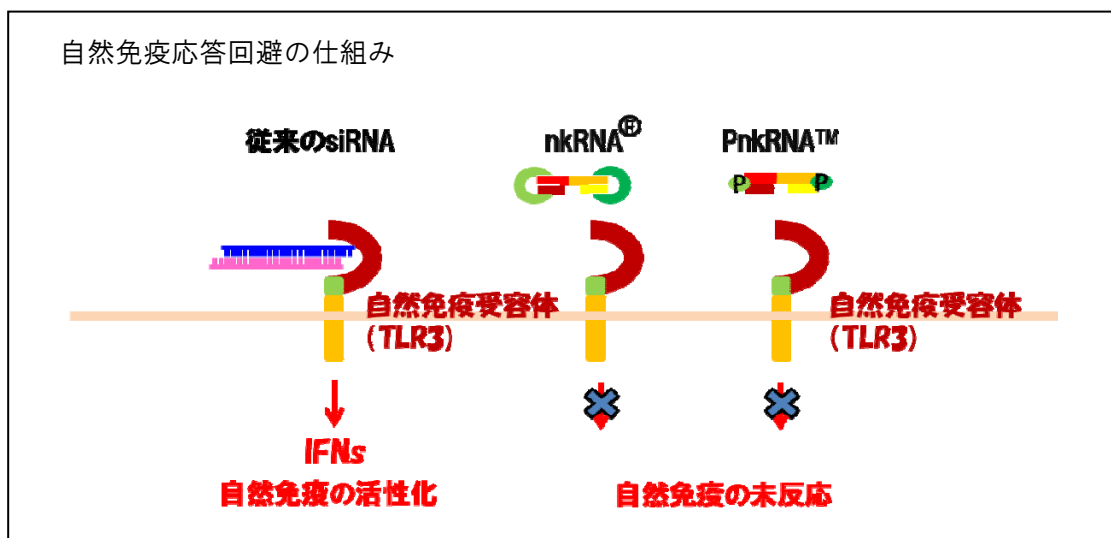 自然免疫応答回避の仕組み
従来のsiRNA
nkRNA®
PnkRNA™
P
P
自然免疫受容体
(TLR3)
自然免疫受容体
(TLR3)
IFNs
自然免疫の活性化
自然免疫の未反応